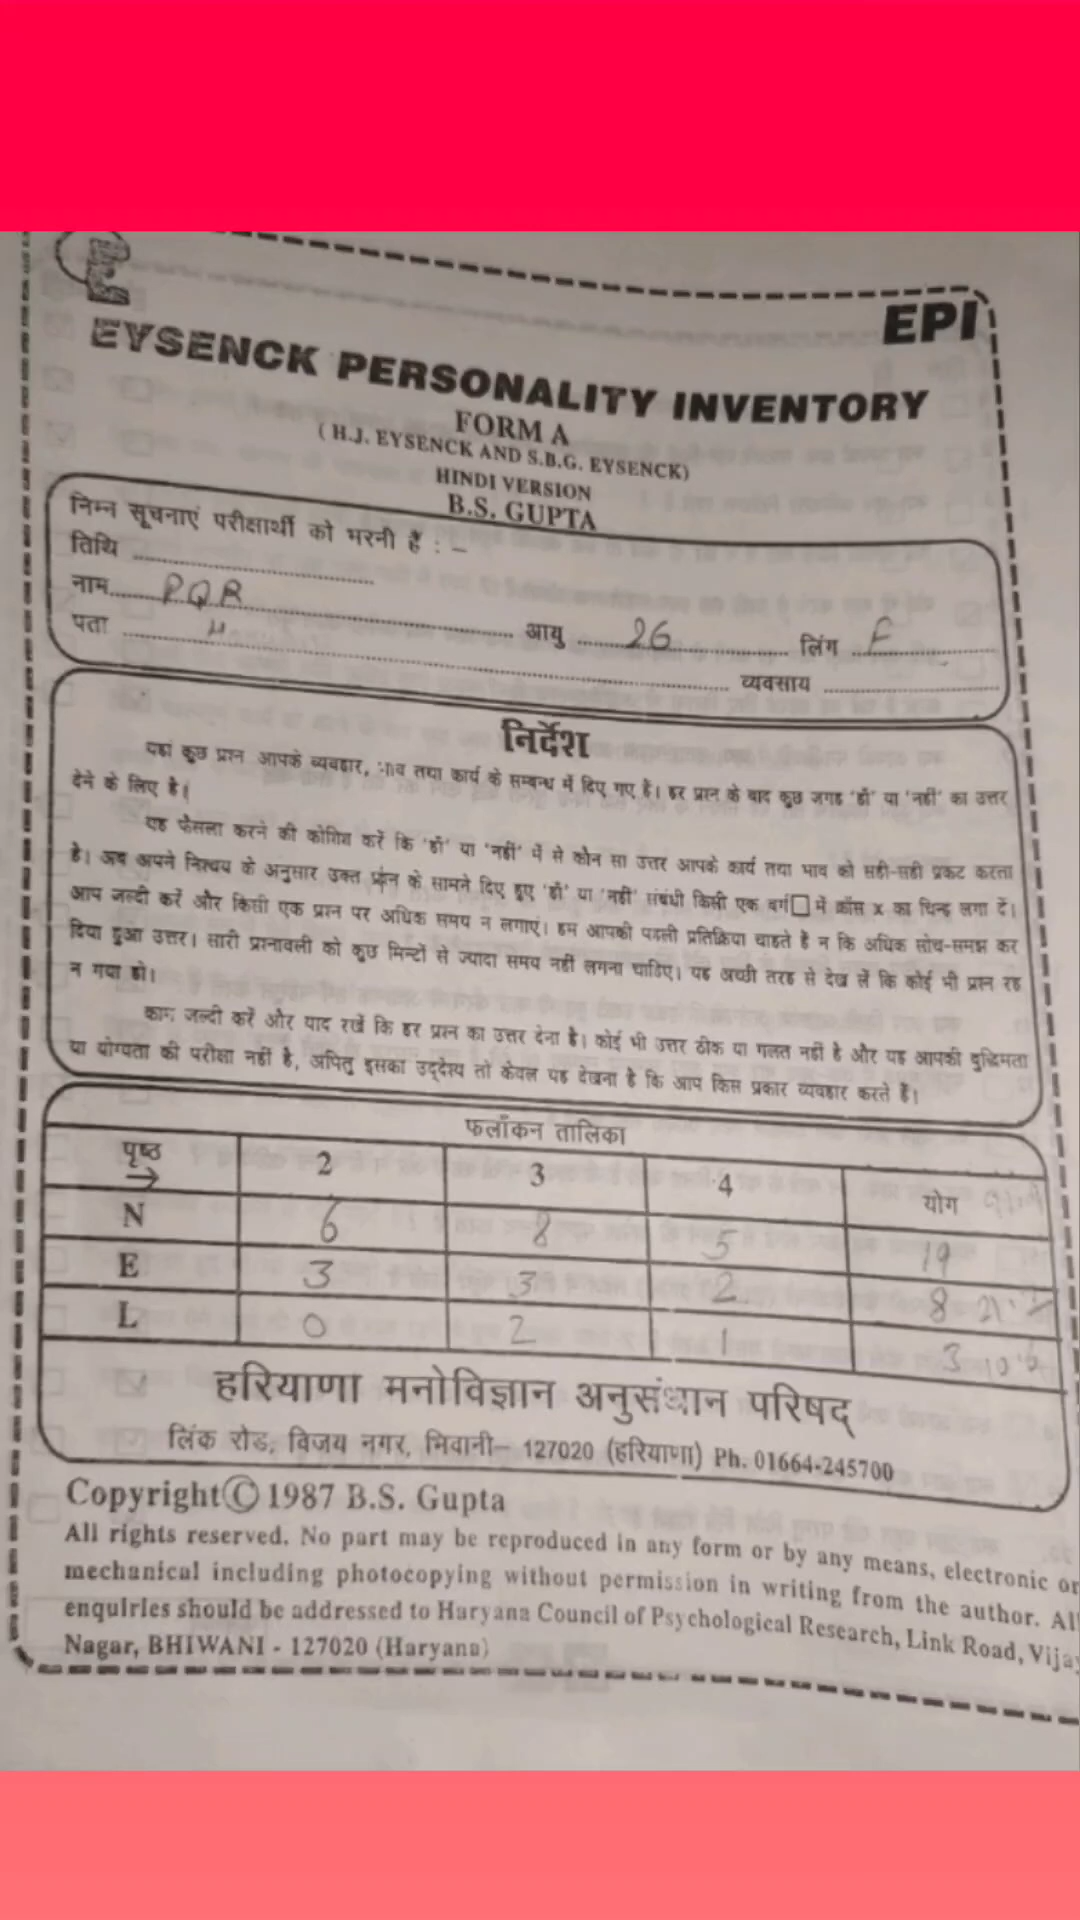 EPI
EYSENCK PERSONALITY INVENTORY
FORM A
( H.J. EYSENCK AND S.B.G. EYSENCK)
HINDI VERSION
B.S. GUPTA
निम्न सूचनाएं परीक्षार्थी को भरनी हैं : –
तिथि
नाम PQR आयु 26 लिंग F
पता " व्यवसाय
निर्देश
यहां कुछ प्रश्न आपके व्यवहार, भाव तथा कार्य के सम्बन्ध में दिए गए हैं। हर प्रश्न के बाद कुछ जगह 'हाँ' या 'नहीं' का उत्तर
देने के लिए है।
यह फैसला करने की कोशिश करें कि 'हाँ' या 'नहीं' में से कौन सा उत्तर आपके कार्य तथा भाव को सही-सही प्रकट करता
है। अब अपने निश्चय के अनुसार उक्त प्रश्न के सामने दिए हुए 'हाँ' या 'नहीं' संबंधी किसी एक वर्ग□ में क्रॉस x का चिन्ह लगा दें।
आप जल्दी करें और किसी एक प्रश्न पर अधिक समय न लगाएं। हम आपकी पहली प्रतिक्रिया चाहते हैं न कि अधिक सोच-समझ कर
दिया हुआ उत्तर। सारी प्रश्नावली को कुछ मिन्टों से ज्यादा समय नहीं लगना चाहिए। यह अच्छी तरह से देख लें कि कोई भी प्रश्न रह
न गया हो।
काम जल्दी करें और याद रखें कि हर प्रश्न का उत्तर देना है। कोई भी उत्तर ठीक या गलत नहीं है और यह आपकी बुद्धिमता
या योग्यता की परीक्षा नहीं है, अपितु इसका उद्देश्य तो केवल यह देखना है कि आप किस प्रकार व्यवहार करते हैं।
फलाँकन तालिका
पृष्ठ → 2 3 4 योग
N 6 8 5 19
E 3 3 2 8 21
L 0 2 1 3 10
हरियाणा मनोविज्ञान अनुसंधान परिषद्
लिंक रोड, विजय नगर, भिवानी– 127020 (हरियाणा) Ph. 01664-245700
Copyright© 1987 B.S. Gupta
All rights reserved. No part may be reproduced in any form or by any means, electronic or
mechanical including photocopying without permission in writing from the author. All
enquiries should be addressed to Haryana Council of Psychological Research, Link Road, Vijay
Nagar, BHIWANI - 127020 (Haryana)